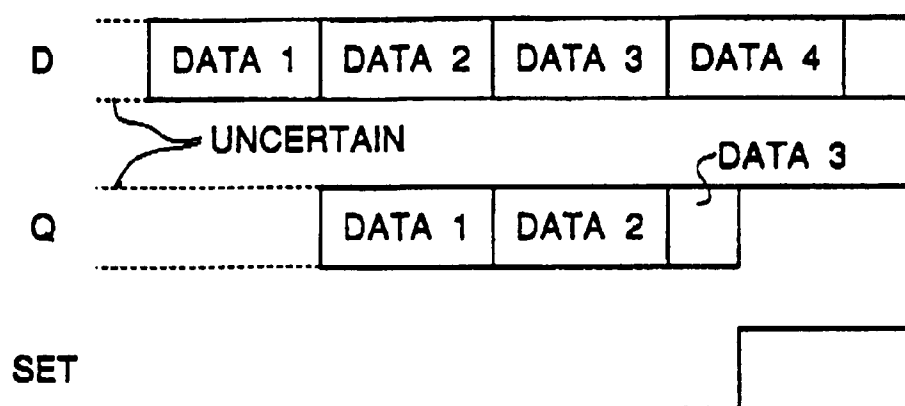 D DATA 1 DATA 2 DATA 3 DATA 4
UNCERTAIN
DATA 3
Q DATA 1 DATA 2
SET